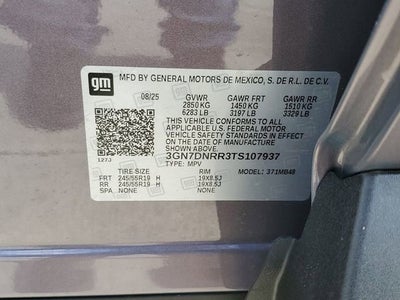 gm
MFD BY GENERAL MOTORS DE MEXICO, S. DE R.L. DE C.V.
08/25 GVWR GAWR FRT GAWR RR
2850 KG 1450 KG 1510 KG
6283 LB 3197 LB 3329 LB
THIS VEHICLE CONFORMS TO ALL
APPLICABLE U.S. FEDERAL MOTOR
VEHICLE SAFETY STANDARDS IN EFFECT ON
THE DATE OF MANUFACTURE
SHOWN ABOVE.
3GN7DNRR3TS107937
TYPE: MPV
127J
TIRE SIZE RIM MODEL: 371MB48
FRT 245/55R19 H 19X8.5J
RR 245/55R19 H 19X8.5J
SPA NONE NONE